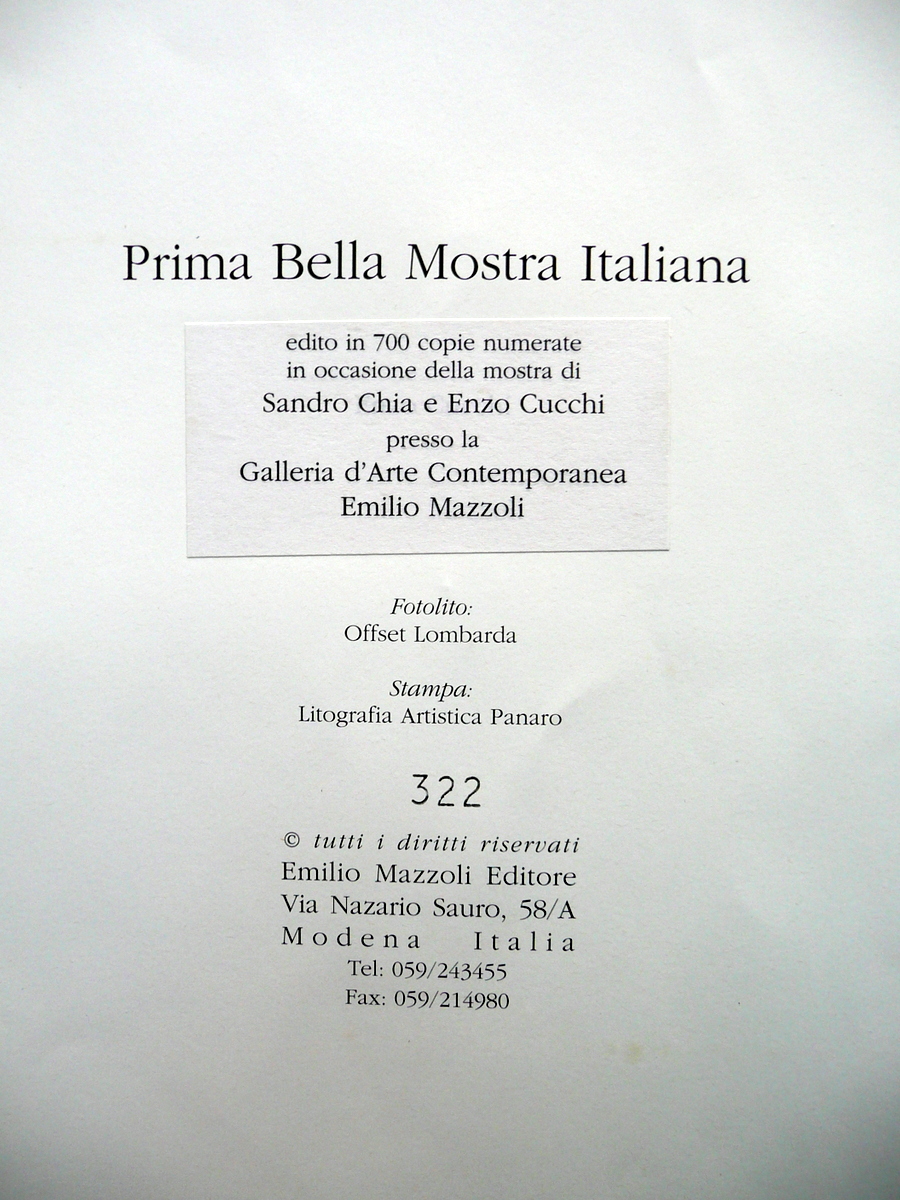 Prima Bella Mostra Italiana
edito in 700 copie numerate
in occasione della mostra di
Sandro Chia e Enzo Cucchi
presso la
Galleria d'Arte Contemporanea
Emilio Mazzoli
Fotolito:
Offset Lombarda
Stampa:
Litografia Artistica Panaro
322
© tutti i diritti riservati
Emilio Mazzoli Editore
Via Nazario Sauro, 58/A
Modena Italia
Tel: 059/243455
Fax: 059/214980